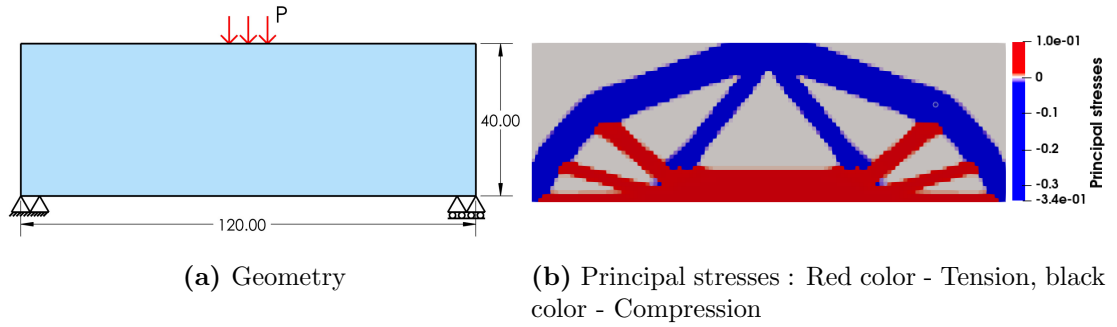 P
40.00
120.00
1.0e-01
0
-0.1
-0.2
-0.3
-3.4e-01
Principal stresses
(a) Geometry
(b) Principal stresses : Red color - Tension, black
color - Compression